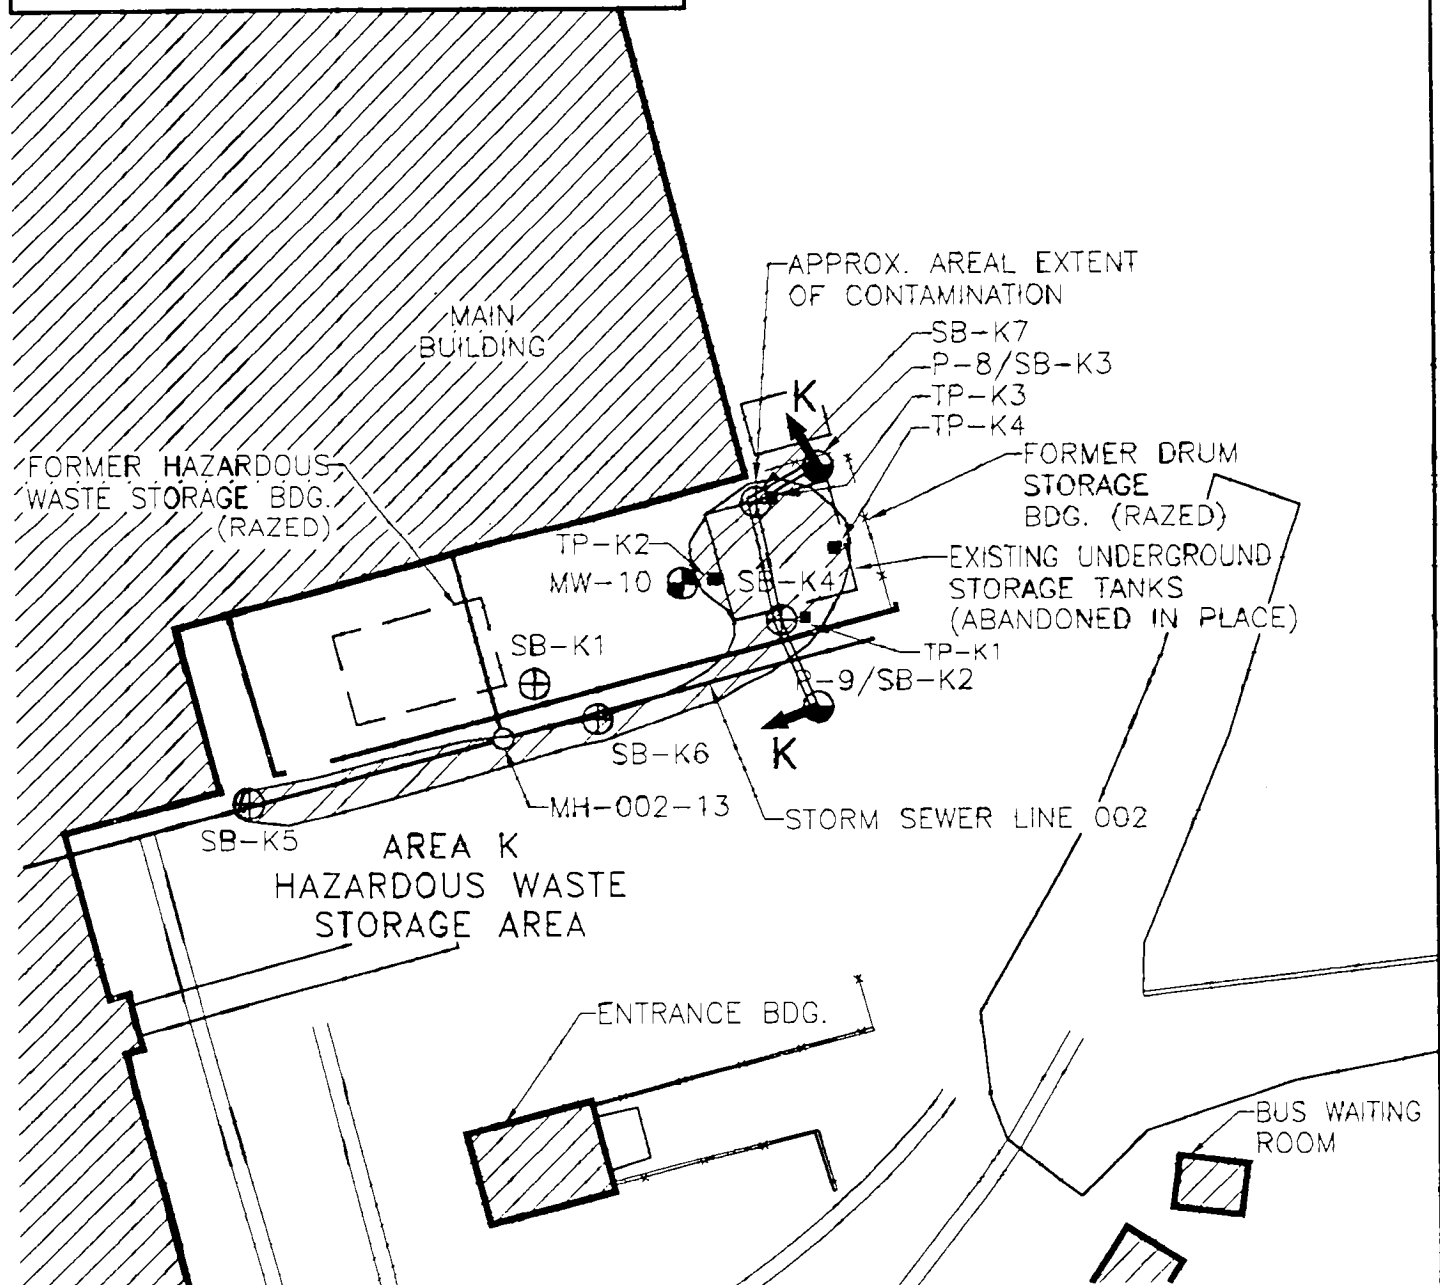 APPROX. AREAL EXTENT
OF CONTAMINATION
MAIN
BUILDING
SB-K7
P-8/SB-K3
TP-K3
TP-K4
K
FORMER HAZARDOUS
WASTE STORAGE BDG.
(RAZED)
FORMER DRUM
STORAGE
BDG. (RAZED)
TP-K2
MW-10
SB-K4
EXISTING UNDERGROUND
STORAGE TANKS
(ABANDONED IN PLACE)
SB-K1
TP-K1
P-9/SB-K2
SB-K6
K
MH-002-13
STORM SEWER LINE 002
SB-K5
AREA K
HAZARDOUS WASTE
STORAGE AREA
ENTRANCE BDG.
BUS WAITING
ROOM